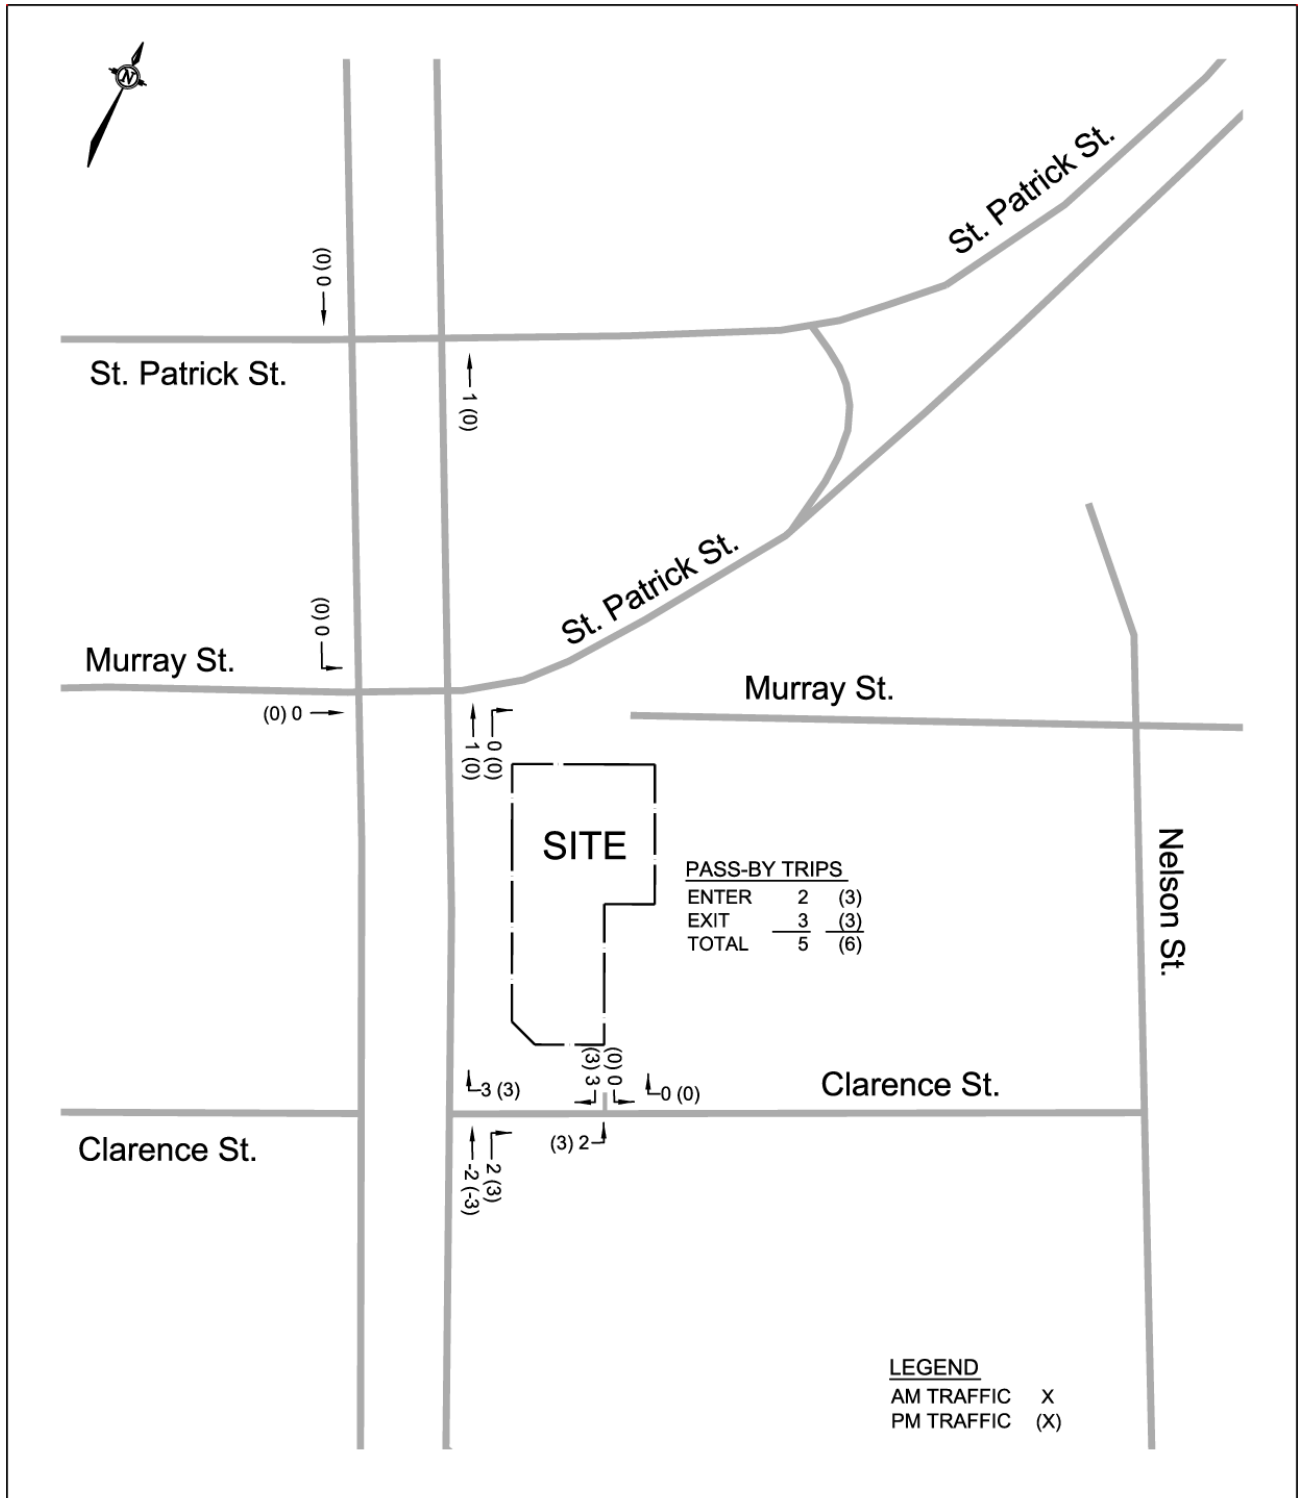 N
St. Patrick St.
(0) 0
St. Patrick St.
1 (0)
St. Patrick St.
(0) 0
Murray St.
Murray St.
(0) 0
1 (0)
0 (0)
SITE
PASS-BY TRIPS
ENTER 2 (3)
EXIT 3 (3)
TOTAL 5 (6)
Nelson St.
(3) 3
(0) 0
3 (3)
0 (0)
Clarence St.
Clarence St.
(3) 2
-2 (-3)
2 (3)
LEGEND
AM TRAFFIC X
PM TRAFFIC (X)